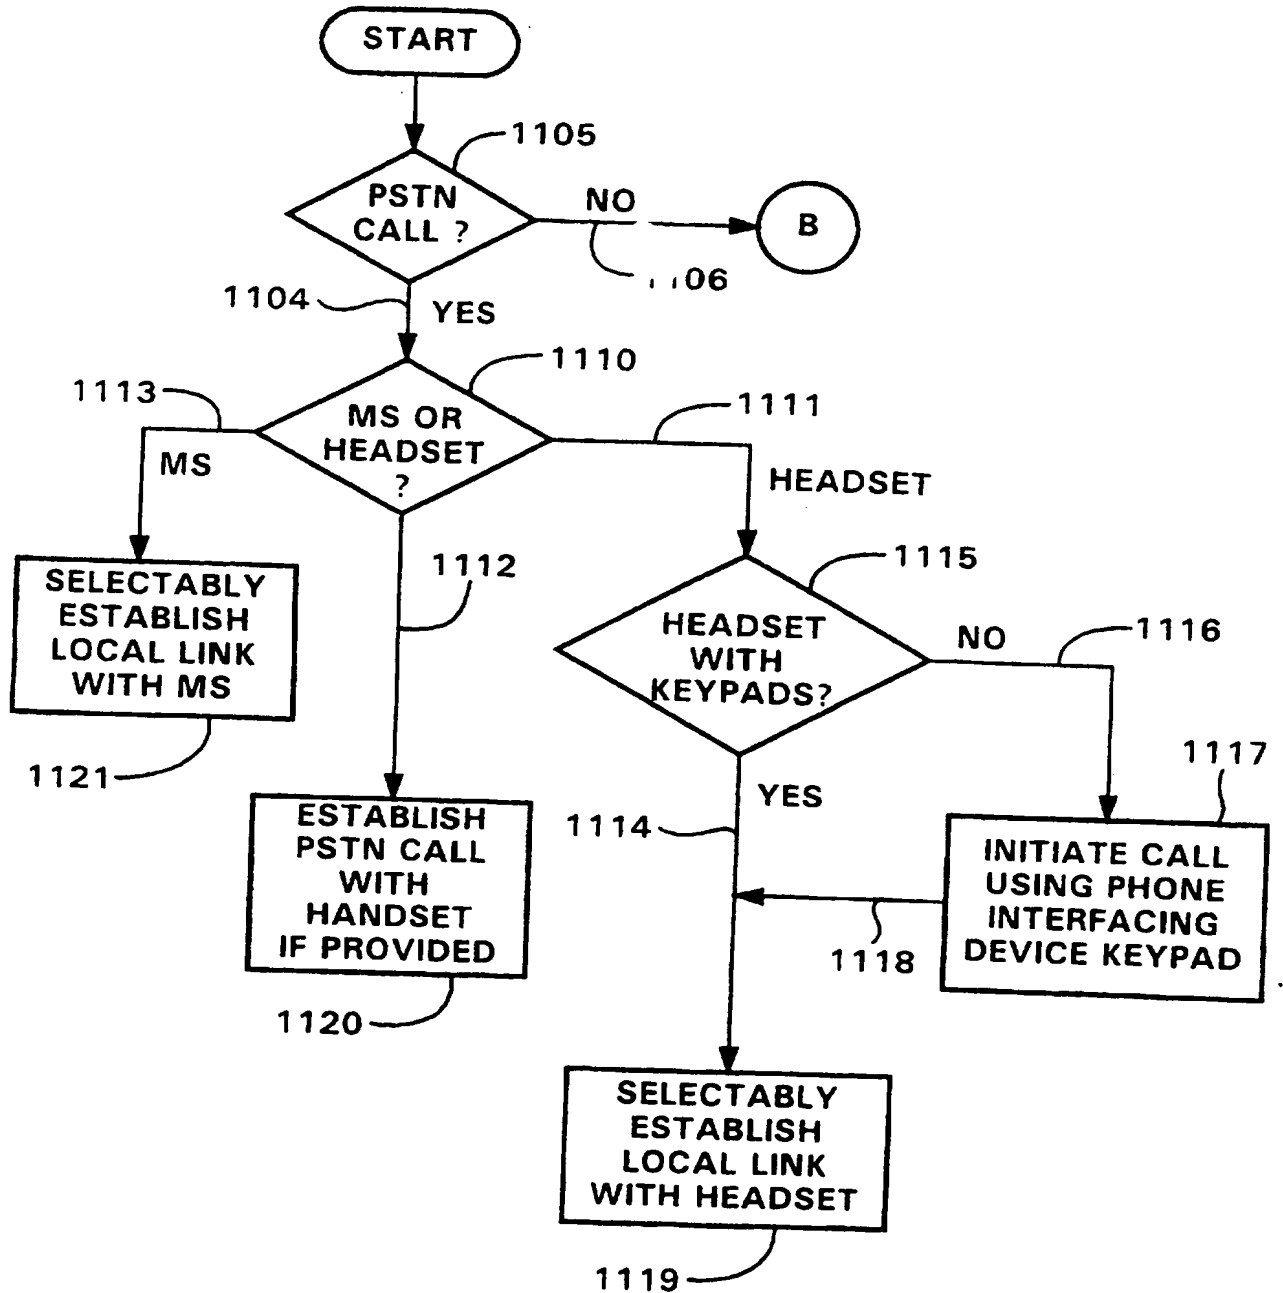 START
1105
PSTN
CALL ?
NO
B
1106
1104
YES
1110
1113
1111
MS OR
HEADSET
?
MS
HEADSET
1112
1115
SELECTABLY
ESTABLISH
LOCAL LINK
WITH MS
HEADSET
WITH
KEYPADS?
NO
1116
1121
1117
YES
1114
ESTABLISH
PSTN CALL
WITH
HANDSET
IF PROVIDED
INITIATE CALL
USING PHONE
INTERFACING
DEVICE KEYPAD
1118
1120
SELECTABLY
ESTABLISH
LOCAL LINK
WITH HEADSET
1119